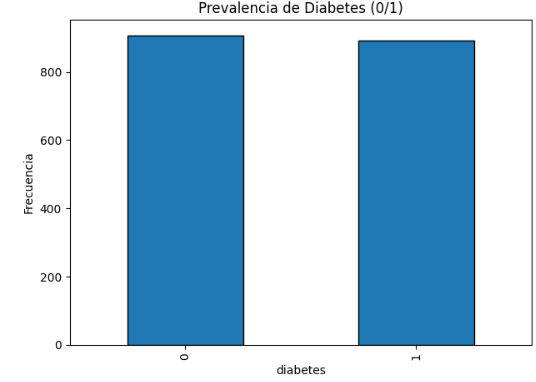 Prevalencia de Diabetes (0/1)
800
600
400
200
0
Frecuencia
0
1
diabetes